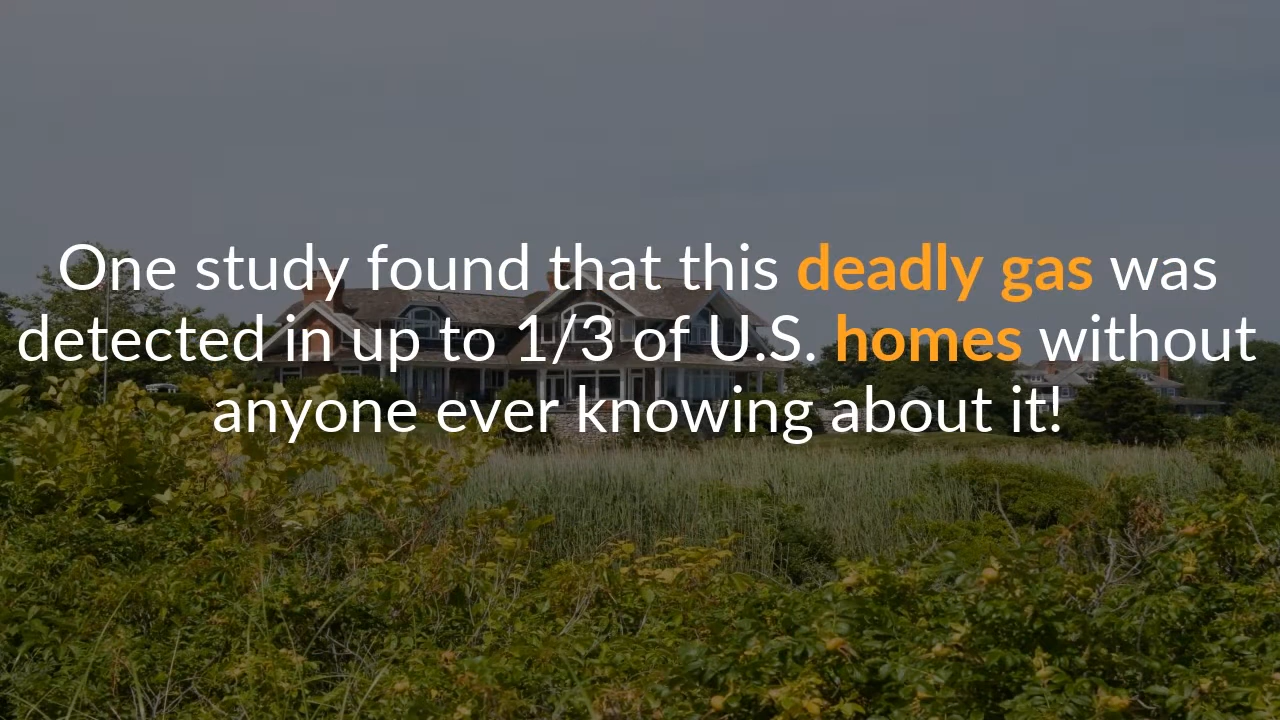 One study found that this deadly gas was
detected in up to 1/3 of U.S. homes without
anyone ever knowing about it!